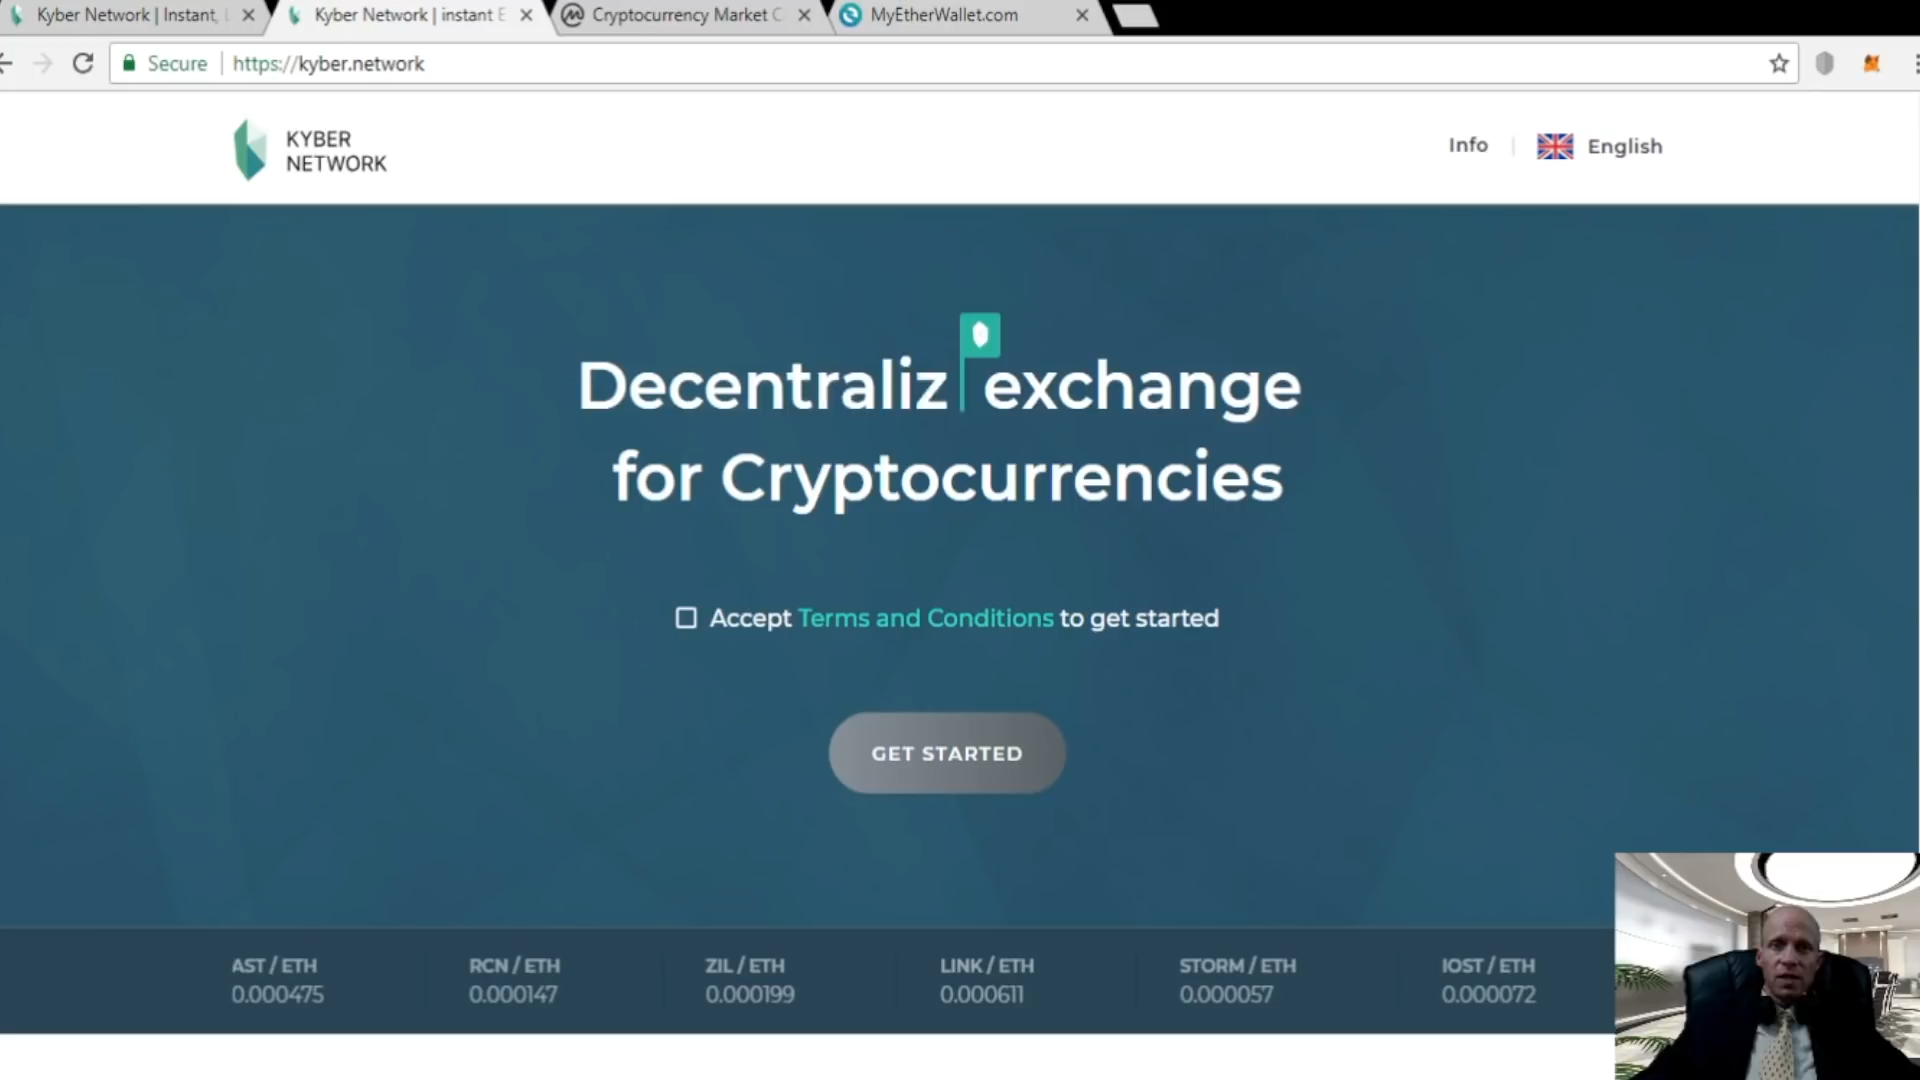 Kyber Network | Instant,
Kyber Network | instant E
Cryptocurrency Market C
MyEtherWallet.com
Secure
https://kyber.network
KYBER
NETWORK
Info
English
Decentraliz exchange
for Cryptocurrencies
Accept Terms and Conditions to get started
GET STARTED
AST / ETH
0.000475
RCN / ETH
0.000147
ZIL / ETH
0.000199
LINK / ETH
0.000611
STORM / ETH
0.000057
IOST / ETH
0.000072